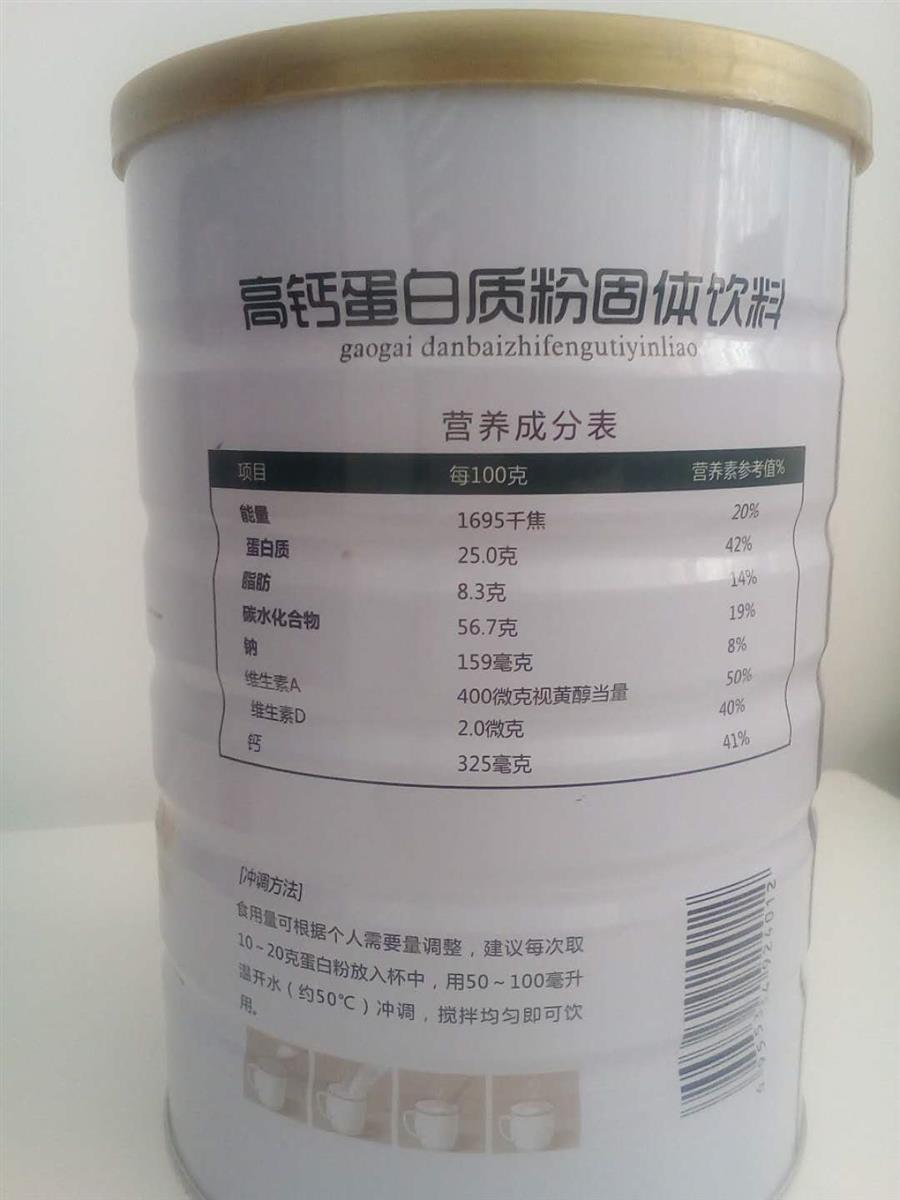 高钙蛋白质粉固体饮料
gaogai danbaizhifengutiyinliao
营养成分表
项目 每100克 营养素参考值%
能量 1695千焦 20%
蛋白质 25.0克 42%
脂肪 8.3克 14%
碳水化合物 56.7克 19%
钠 159毫克 8%
维生素A 400微克视黄醇当量 50%
维生素D 2.0微克 40%
钙 325毫克 41%
[冲调方法]
食用量可根据个人需要量调整，建议每次取
10~20克蛋白粉放入杯中，用50~100毫升
温开水（约50℃）冲调，搅拌均匀即可饮
用。